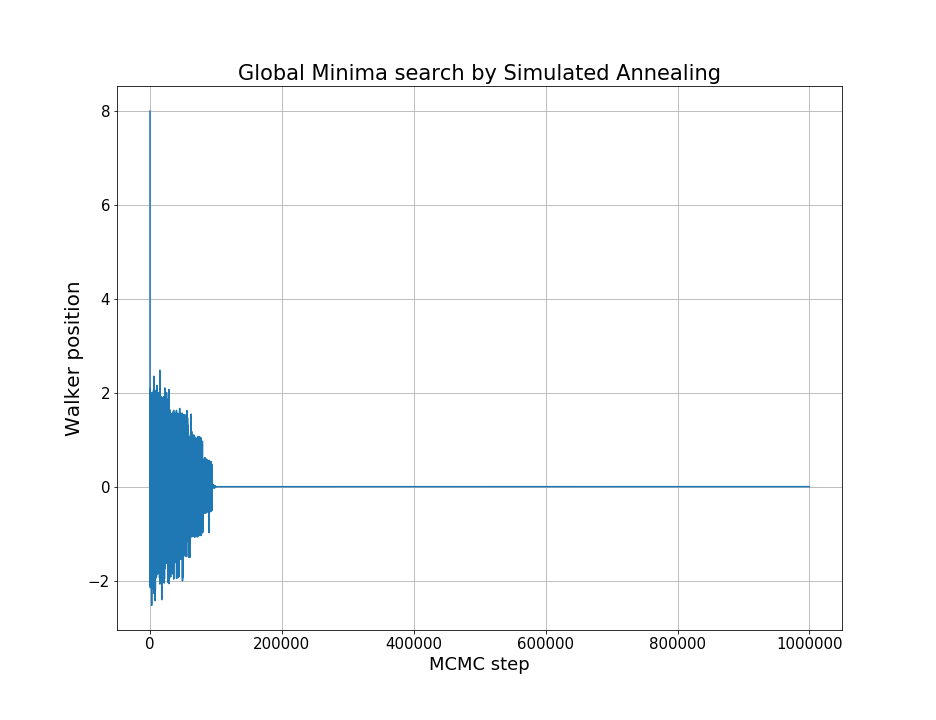 Global Minima search by Simulated Annealing
8
6
4
2
0
−2
Walker position
0 200000 400000 600000 800000 1000000
MCMC step